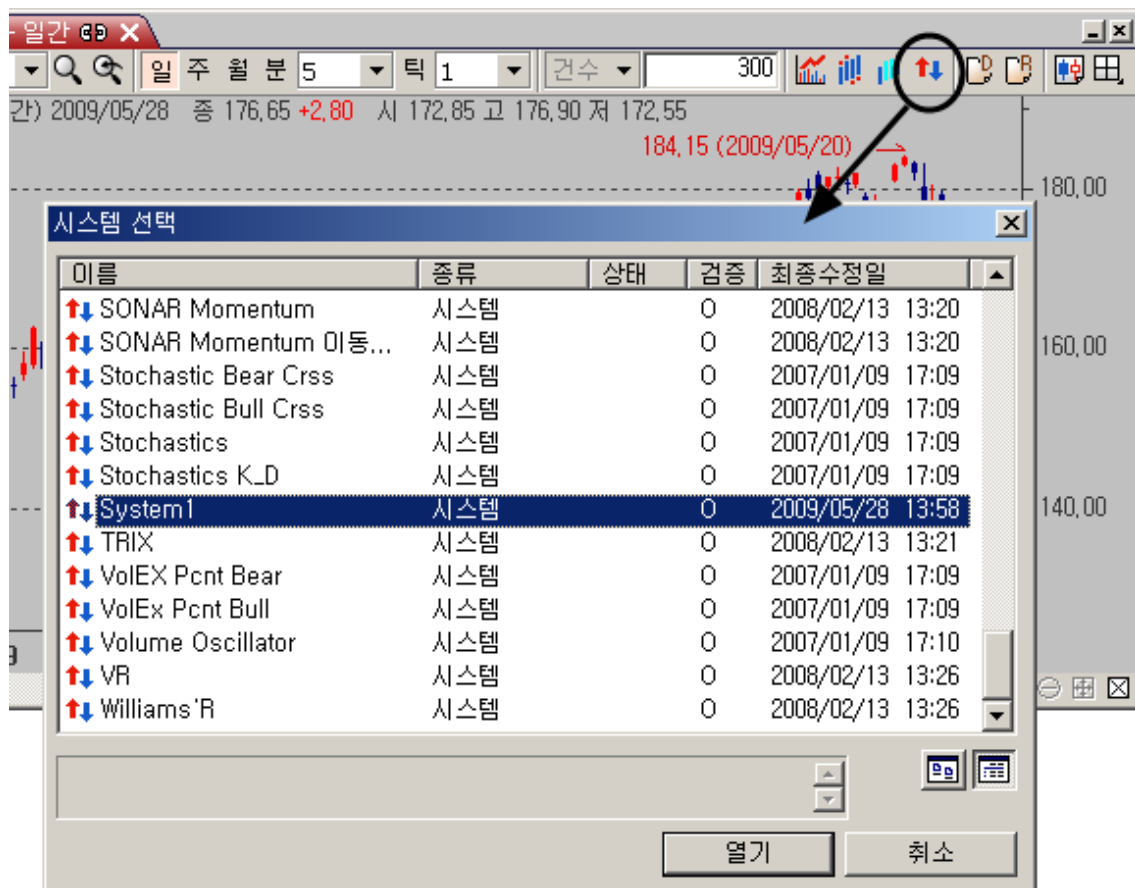 일간
일 주 월 분 5 틱 1 건수 300
간) 2009/05/28 종 176,65 +2,80 시 172,85 고 176,90 저 172,55
184,15 (2009/05/20)
180,00
시스템 선택
이름 종류 상태 검증 최종수정일
SONAR Momentum 시스템 O 2008/02/13 13:20
SONAR Momentum 이동... 시스템 O 2008/02/13 13:20
160,00
Stochastic Bear Crss 시스템 O 2007/01/09 17:09
Stochastic Bull Crss 시스템 O 2007/01/09 17:09
Stochastics 시스템 O 2007/01/09 17:09
Stochastics K_D 시스템 O 2007/01/09 17:09
System1 시스템 O 2009/05/28 13:58
140,00
TRIX 시스템 O 2008/02/13 13:21
VolEX Pcnt Bear 시스템 O 2007/01/09 17:09
VolEx Pcnt Bull 시스템 O 2007/01/09 17:09
Volume Oscillator 시스템 O 2007/01/09 17:10
VR 시스템 O 2008/02/13 13:26
Williams'R 시스템 O 2008/02/13 13:26
열기 취소